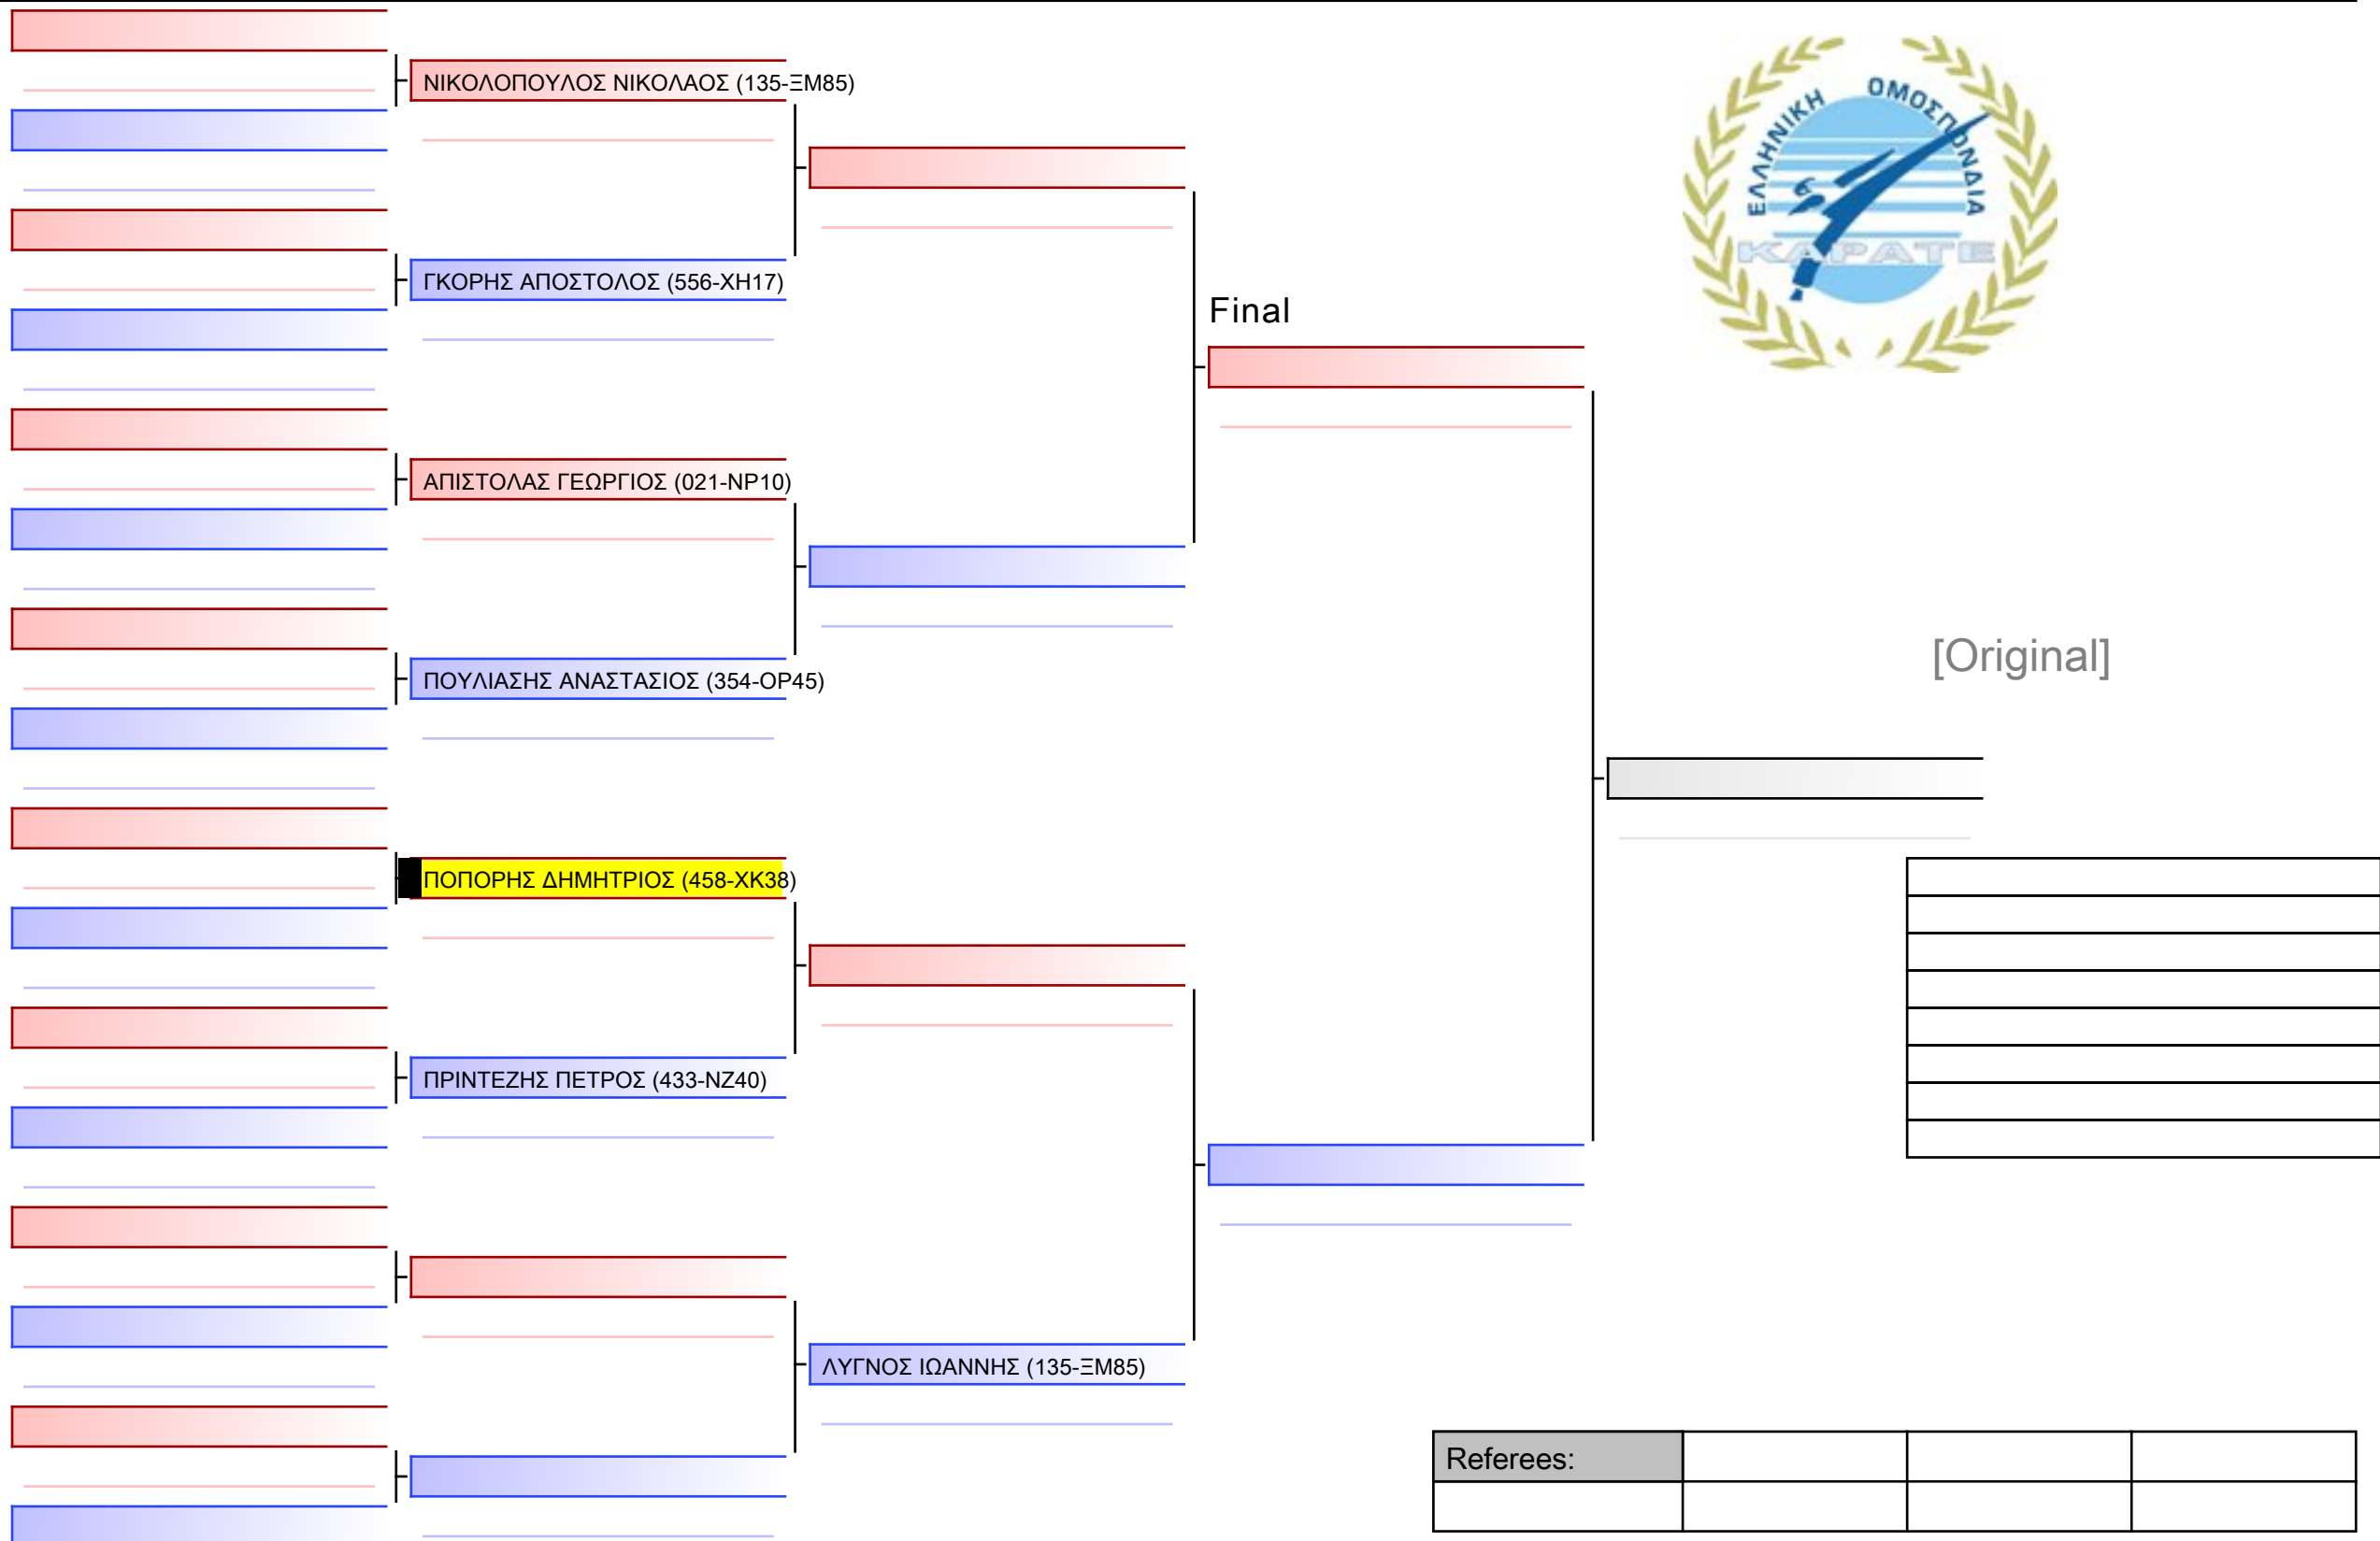 ΝΙΚΟΛΟΠΟΥΛΟΣ ΝΙΚΟΛΑΟΣ (135-ΞΜ85)
ΕΛΛΗΝΙΚΗ ΟΜΟΣΠΟΝΔΙΑ
ΚΑΡΑΤΕ
ΓΚΟΡΗΣ ΑΠΟΣΤΟΛΟΣ (556-ΧΗ17)
Final
ΑΠΙΣΤΟΛΑΣ ΓΕΩΡΓΙΟΣ (021-ΝΡ10)
[Original]
ΠΟΥΛΙΑΣΗΣ ΑΝΑΣΤΑΣΙΟΣ (354-ΟΡ45)
ΠΟΠΟΡΗΣ ΔΗΜΗΤΡΙΟΣ (458-ΧΚ38)
ΠΡΙΝΤΕΖΗΣ ΠΕΤΡΟΣ (433-ΝΖ40)
ΛΥΓΝΟΣ ΙΩΑΝΝΗΣ (135-ΞΜ85)
Referees: